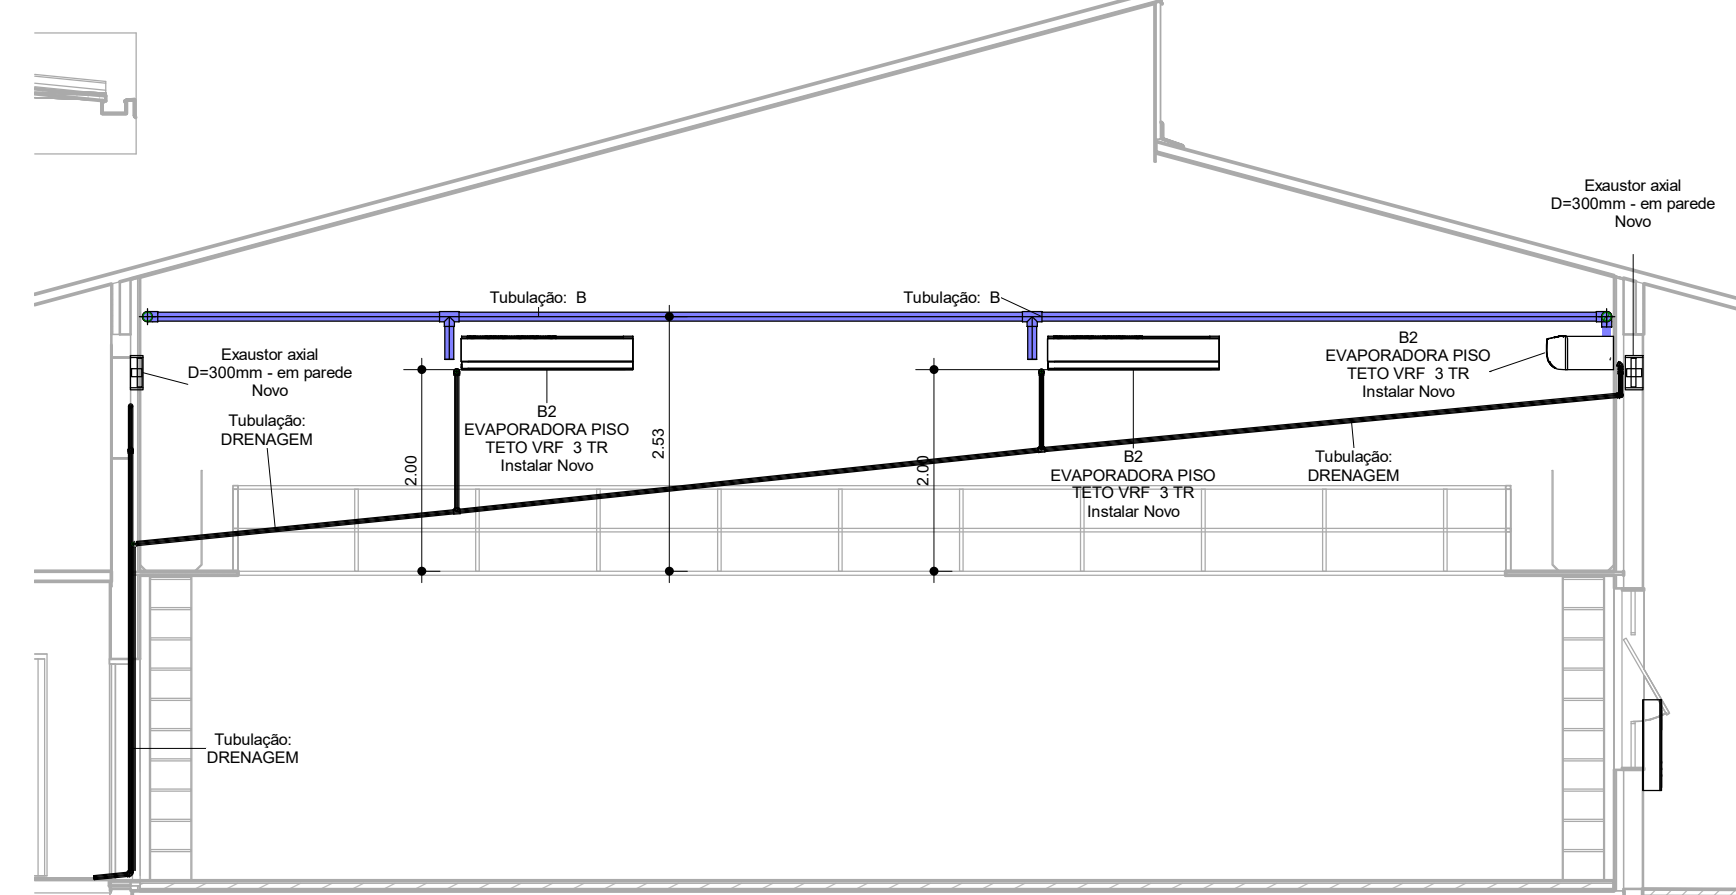 Exaustor axial
D=300mm - em parede
Novo
Tubulação:  B
Tubulação:  B
Exaustor axial
D=300mm - em parede
Novo
B2
EVAPORADORA PISO
TETO VRF  3 TR
Instalar Novo
Tubulação:
DRENAGEM
B2
EVAPORADORA PISO
TETO VRF  3 TR
Instalar Novo
2.00
2.53
2.00
B2
EVAPORADORA PISO
TETO VRF  3 TR
Instalar Novo
Tubulação:
DRENAGEM
Tubulação:
DRENAGEM